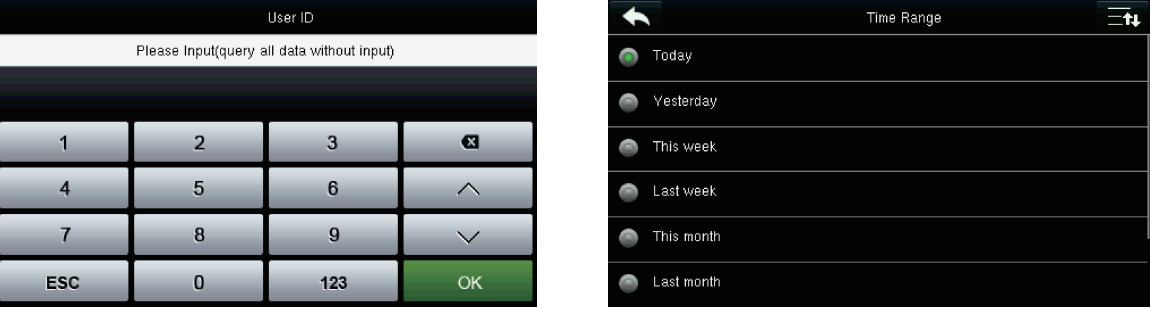 User ID
Please Input(query all data without input)
1 2 3
4 5 6
7 8 9
ESC 0 123 OK
Time Range
Today
Yesterday
This week
Last week
This month
Last month